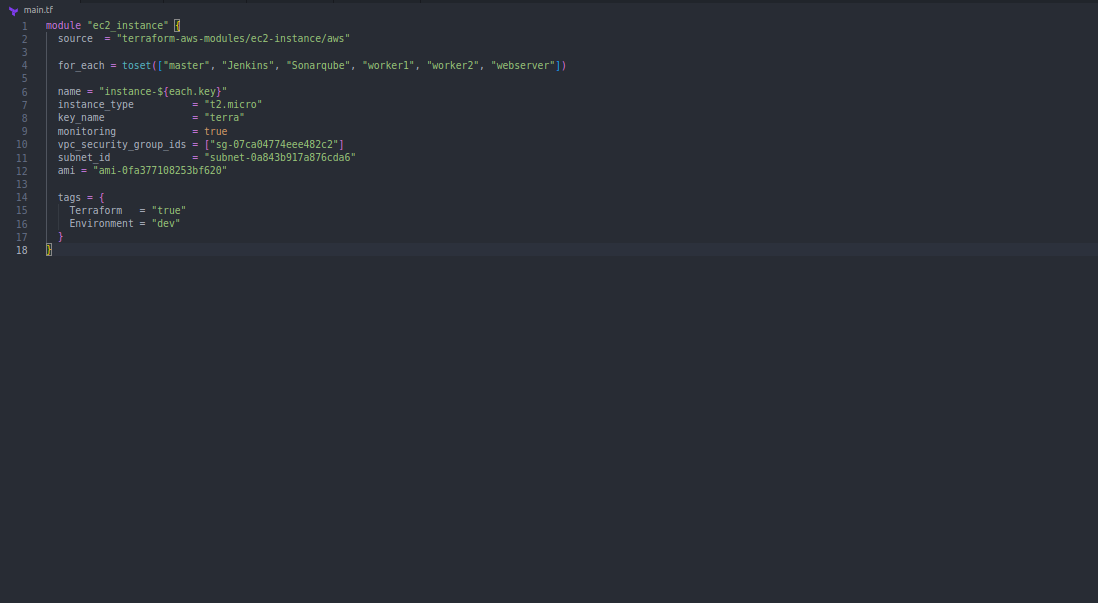 main.tf
1 module "ec2_instance" {
2   source  = "terraform-aws-modules/ec2-instance/aws"
3
4   for_each = toset(["master", "Jenkins", "Sonarqube", "worker1", "worker2", "webserver"])
5
6   name = "instance-${each.key}"
7   instance_type          = "t2.micro"
8   key_name               = "terra"
9   monitoring             = true
10   vpc_security_group_ids = ["sg-07ca04774eee482c2"]
11   subnet_id              = "subnet-0a843b917a876cda6"
12   ami = "ami-0fa377108253bf620"
13
14   tags = {
15     Terraform   = "true"
16     Environment = "dev"
17   }
18 }